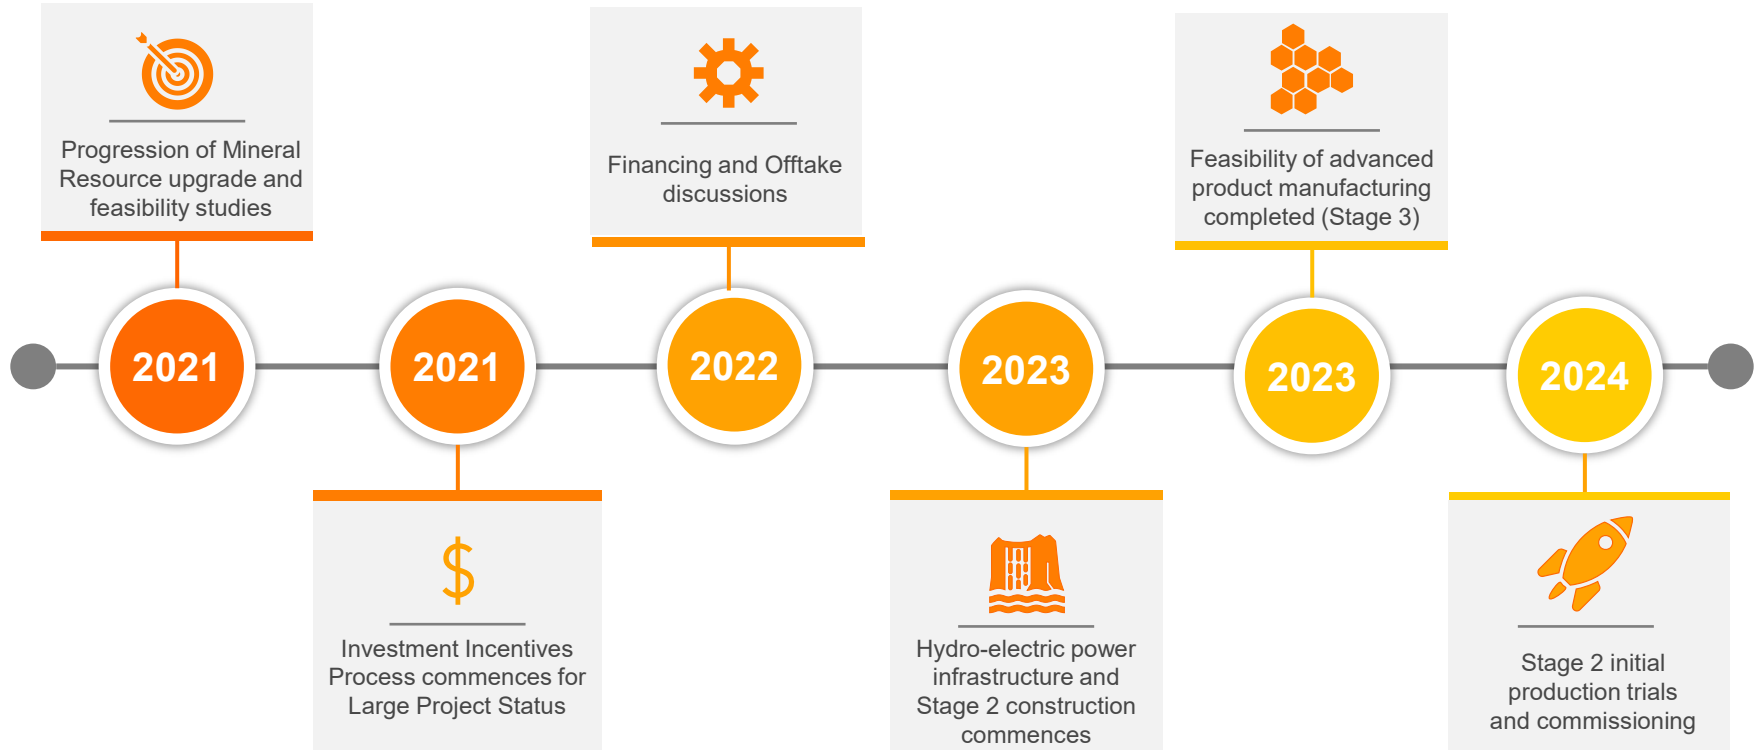 Progression of Mineral
Resource upgrade and
feasibility studies
Financing and Offtake
discussions
Feasibility of advanced
product manufacturing
completed (Stage 3)
2021
2021
2022
2023
2023
2024
$
Investment Incentives
Process commences for
Large Project Status
Hydro-electric power
infrastructure and
Stage 2 construction
commences
Stage 2 initial
production trials
and commissioning